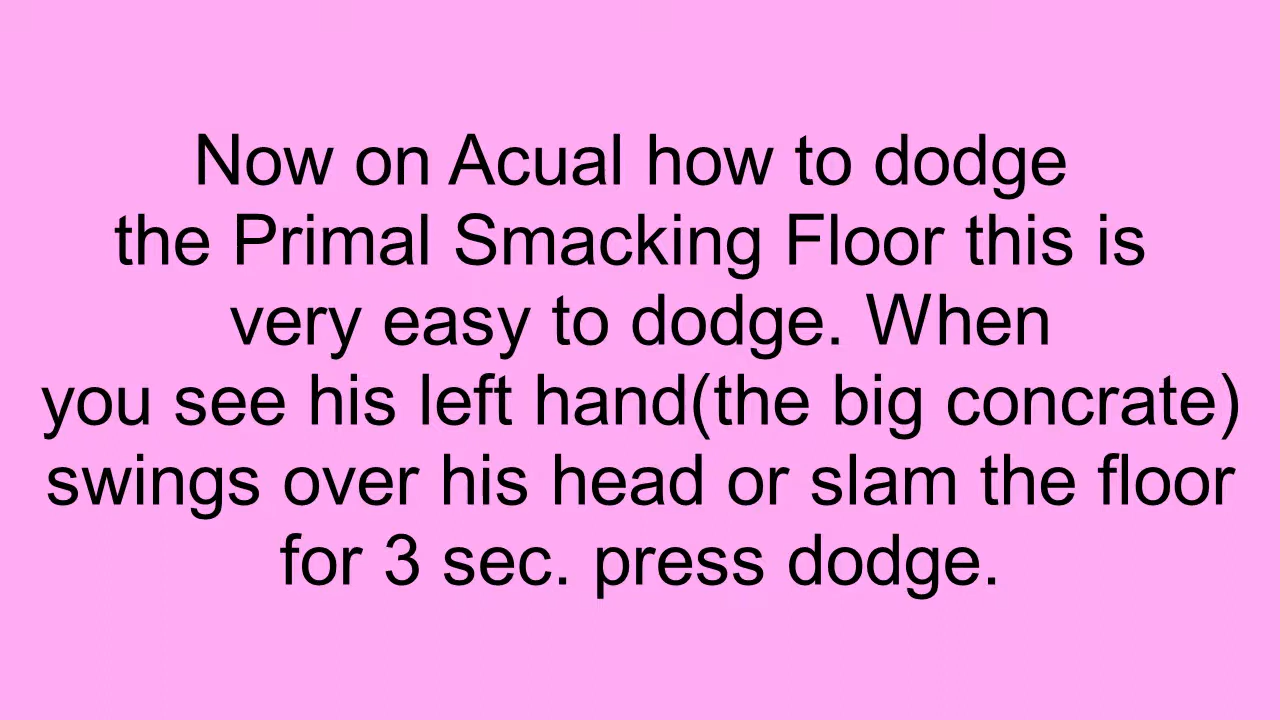 Now on Acual how to dodge
the Primal Smacking Floor this is
very easy to dodge. When
you see his left hand(the big concrate)
swings over his head or slam the floor
for 3 sec. press dodge.